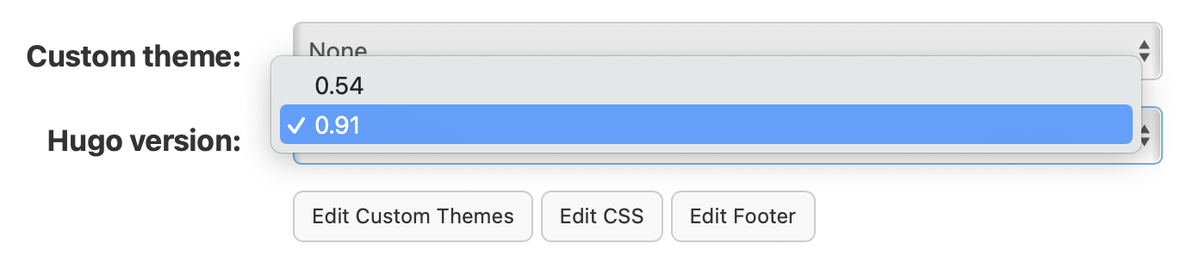 Custom theme:
None
0.54
✓ 0.91
Hugo version:
Edit Custom Themes
Edit CSS
Edit Footer